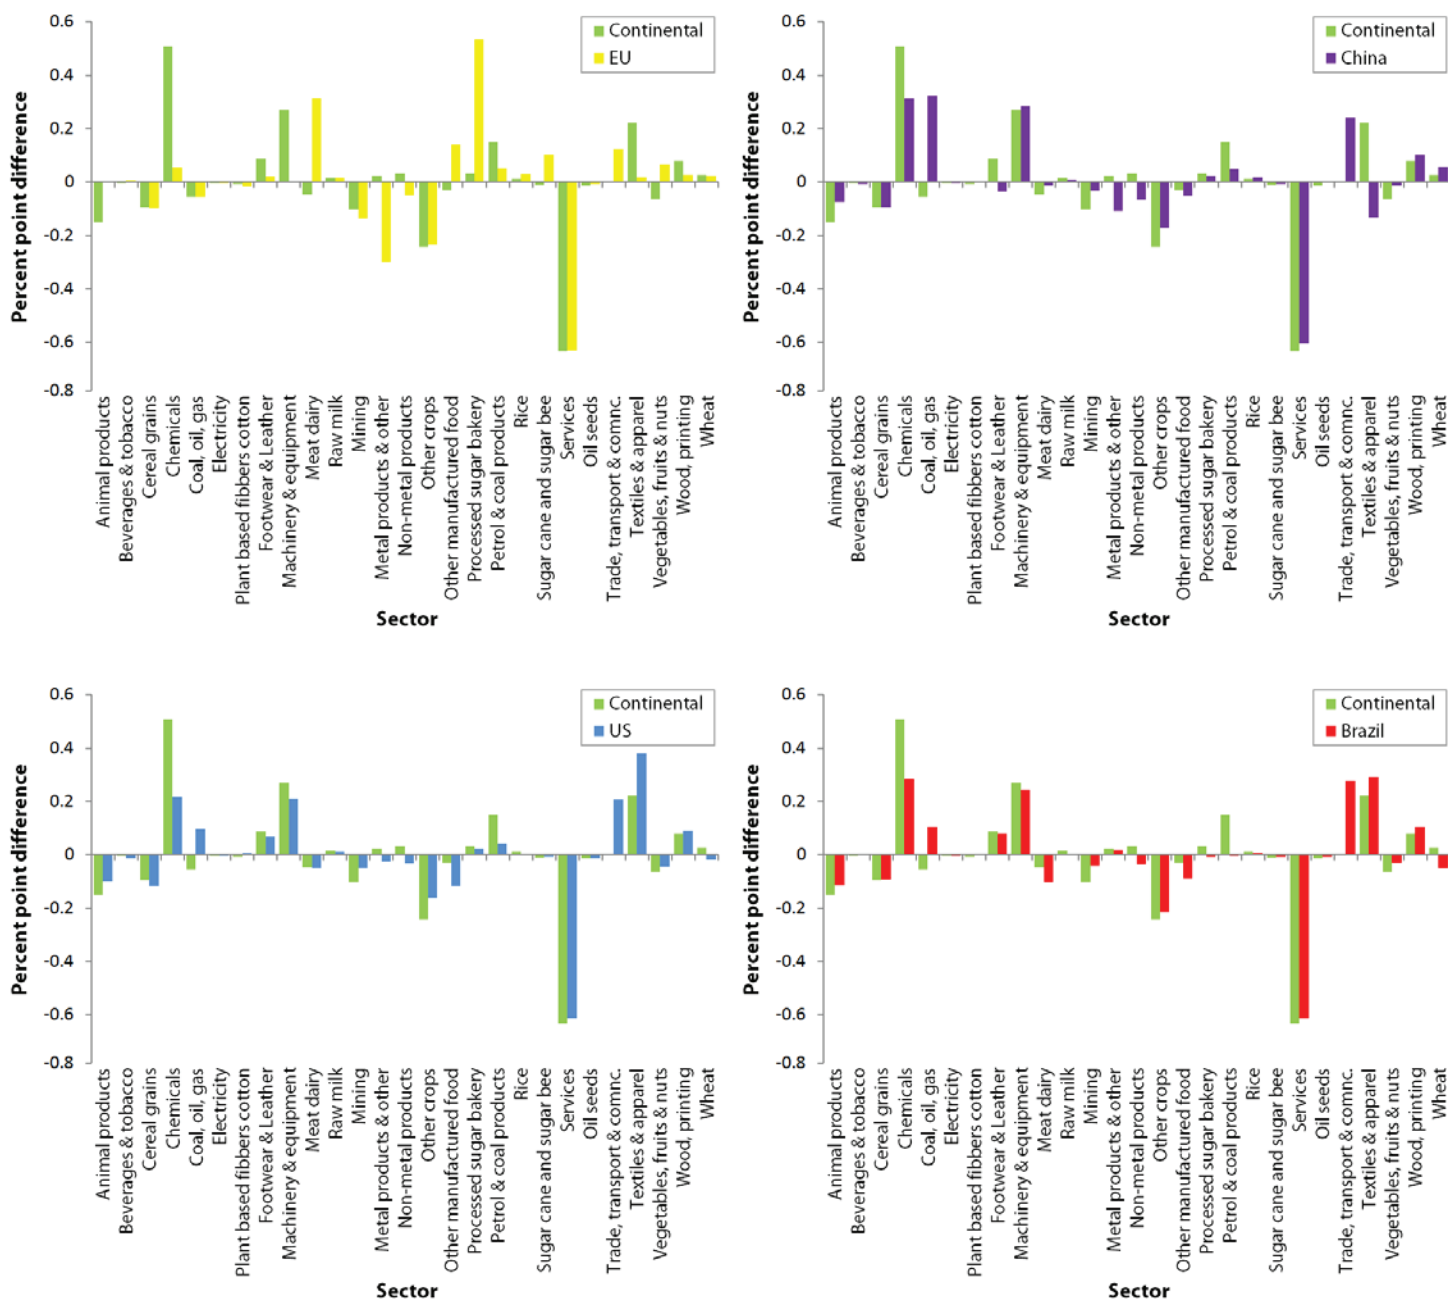 Percent point difference
0.6
0.4
0.2
0
-0.2
-0.4
-0.6
-0.8
Continental
EU
Animal products
Beverages & tobacco
Cereal grains
Chemicals
Coal, oil, gas
Electricity
Plant based fibbers cotton
Footwear & Leather
Machinery & equipment
Meat dairy
Raw milk
Mining
Metal products & other
Non-metal products
Other crops
Other manufactured food
Processed sugar bakery
Petrol & coal products
Rice
Sugar cane and sugar bee
Services
Oil seeds
Trade, transport & comnc.
Textiles & apparel
Vegetables, fruits & nuts
Wood, printing
Wheat
Sector
Percent point difference
0.6
0.4
0.2
0
-0.2
-0.4
-0.6
-0.8
Continental
China
Animal products
Beverages & tobacco
Cereal grains
Chemicals
Coal, oil, gas
Electricity
Plant based fibbers cotton
Footwear & Leather
Machinery & equipment
Meat dairy
Raw milk
Mining
Metal products & other
Non-metal products
Other crops
Other manufactured food
Processed sugar bakery
Petrol & coal products
Rice
Sugar cane and sugar bee
Services
Oil seeds
Trade, transport & comnc.
Textiles & apparel
Vegetables, fruits & nuts
Wood, printing
Wheat
Sector
Percent point difference
0.6
0.4
0.2
0
-0.2
-0.4
-0.6
-0.8
Continental
US
Animal products
Beverages & tobacco
Cereal grains
Chemicals
Coal, oil, gas
Electricity
Plant based fibbers cotton
Footwear & Leather
Machinery & equipment
Meat dairy
Raw milk
Mining
Metal products & other
Non-metal products
Other crops
Other manufactured food
Processed sugar bakery
Petrol & coal products
Rice
Sugar cane and sugar bee
Services
Oil seeds
Trade, transport & comnc.
Textiles & apparel
Vegetables, fruits & nuts
Wood, printing
Wheat
Sector
Percent point difference
0.6
0.4
0.2
0
-0.2
-0.4
-0.6
-0.8
Continental
Brazil
Animal products
Beverages & tobacco
Cereal grains
Chemicals
Coal, oil, gas
Electricity
Plant based fibbers cotton
Footwear & Leather
Machinery & equipment
Meat dairy
Raw milk
Mining
Metal products & other
Non-metal products
Other crops
Other manufactured food
Processed sugar bakery
Petrol & coal products
Rice
Sugar cane and sugar bee
Services
Oil seeds
Trade, transport & comnc.
Textiles & apparel
Vegetables, fruits & nuts
Wood, printing
Wheat
Sector